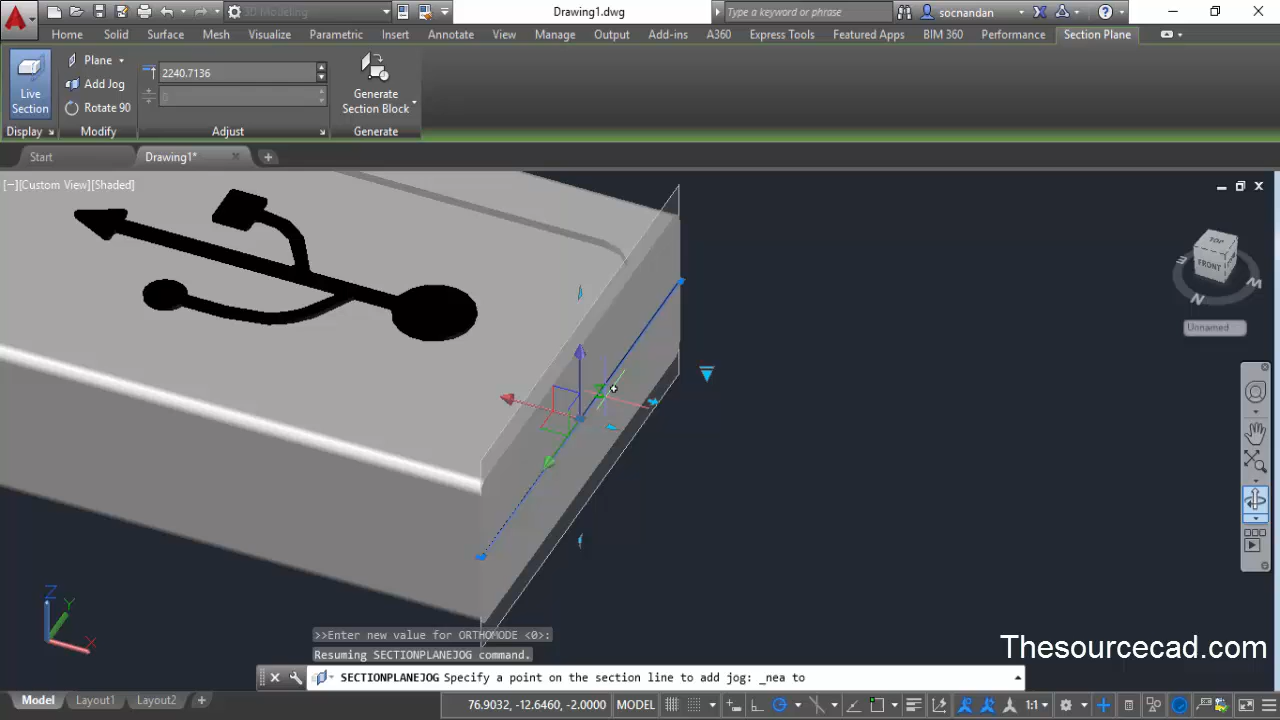 3D Modeling
Drawing1.dwg
Type a keyword or phrase
socnandan
Home Solid Surface Mesh Visualize Parametric Insert Annotate View Manage Output Add-ins A360 Express Tools Featured Apps BIM 360 Performance Section Plane
Live
Section
Plane
Add Jog
Rotate 90
2240.7136
Generate
Section Block
Display Modify Adjust Generate
Start Drawing1* +
[−][Custom View][Shaded]
TOP
FRONT
N
Unnamed
Z
Y
X
>>Enter new value for ORTHOMODE <0>:
Resuming SECTIONPLANEJOG command.
SECTIONPLANEJOG Specify a point on the section line to add jog: _nea to
Thesourcecad.com
Model Layout1 Layout2 +
76.9032, -12.6460, -2.0000 MODEL 1:1